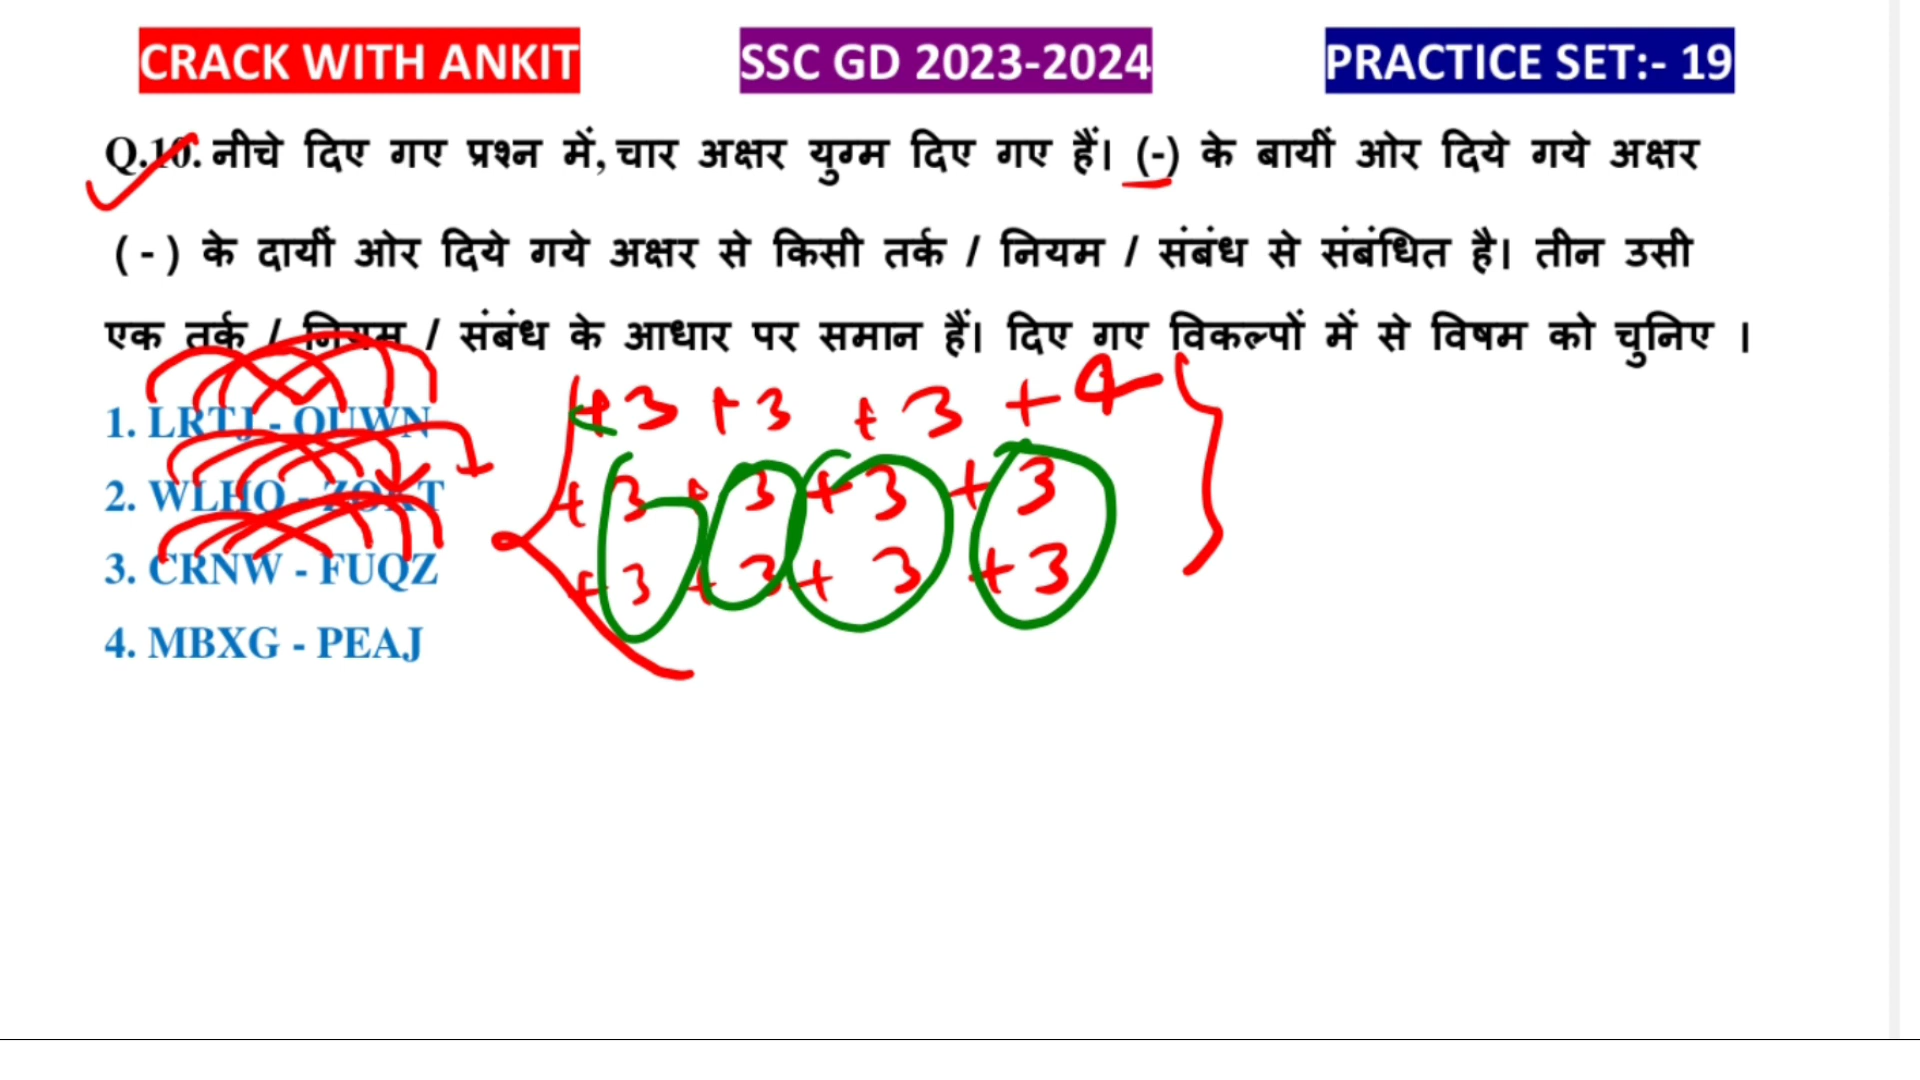 CRACK WITH ANKIT SSC GD 2023-2024 PRACTICE SET:- 19
Q.10. नीचे दिए गए प्रश्न में, चार अक्षर युग्म दिए गए हैं। (-) के बायीं ओर दिये गये अक्षर
( - ) के दायीं ओर दिये गये अक्षर से किसी तर्क / नियम / संबंध से संबंधित है। तीन उसी
एक तर्क / नियम / संबंध के आधार पर समान हैं। दिए गए विकल्पों में से विषम को चुनिए ।
+3 +3 +3 +4
1. LRTJ - OUWN
+3 +3 +3 +3
2. WLHQ - ZOKT
3. CRNW - FUQZ
+3 +3 +3 +3
4. MBXG - PEAJ